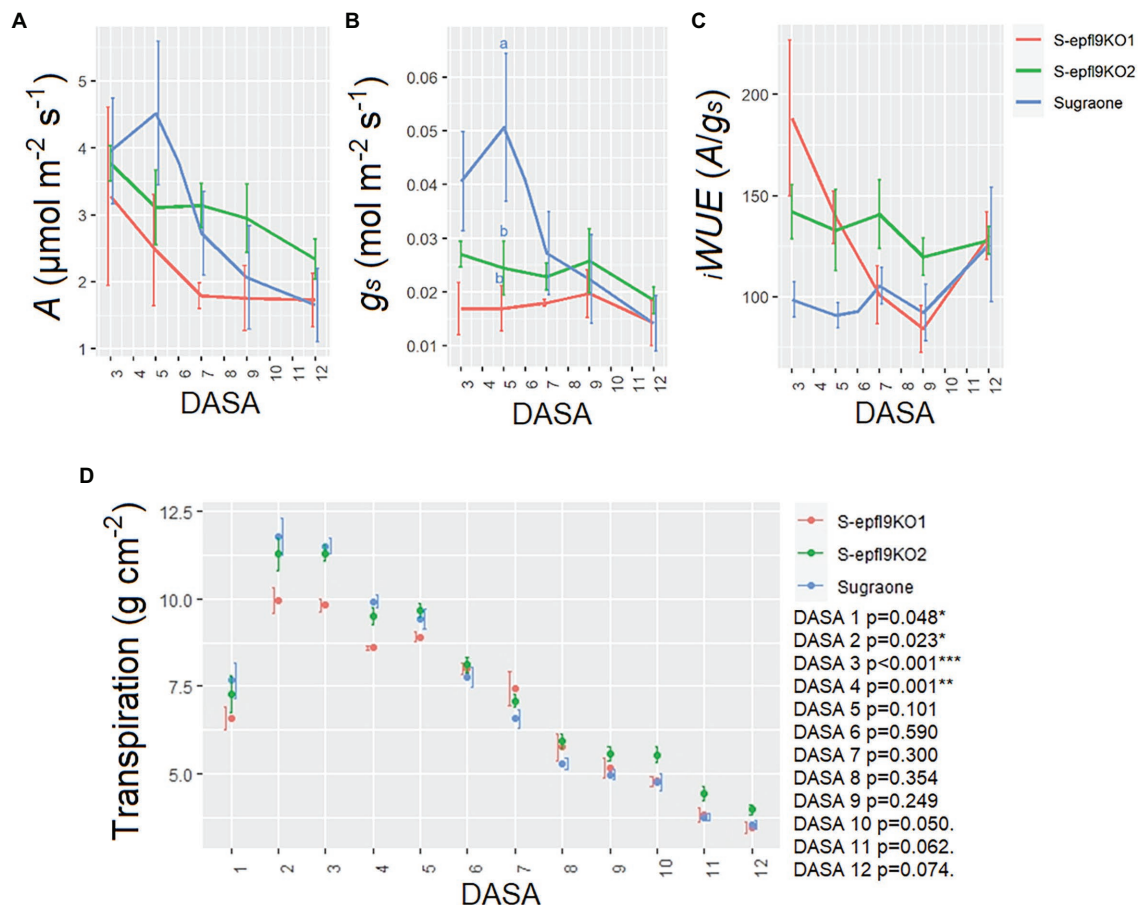 A
B
C
A (μmol m⁻² s⁻¹)
5
4
3
2
1
3 4 5 6 7 8 9 10 11 12
DASA
gs (mol m⁻² s⁻¹)
0.06
0.05
0.04
0.03
0.02
0.01
a
b
b
3 4 5 6 7 8 9 10 11 12
DASA
iWUE (A/gs)
200
150
100
3 4 5 6 7 8 9 10 11 12
DASA
S-epfl9KO1
S-epfl9KO2
Sugraone
D
Transpiration (g cm⁻²)
12.5
10.0
7.5
5.0
1 2 3 4 5 6 7 8 9 10 11 12
DASA
S-epfl9KO1
S-epfl9KO2
Sugraone
DASA 1 p=0.048*
DASA 2 p=0.023*
DASA 3 p<0.001***
DASA 4 p=0.001**
DASA 5 p=0.101
DASA 6 p=0.590
DASA 7 p=0.300
DASA 8 p=0.354
DASA 9 p=0.249
DASA 10 p=0.050.
DASA 11 p=0.062.
DASA 12 p=0.074.